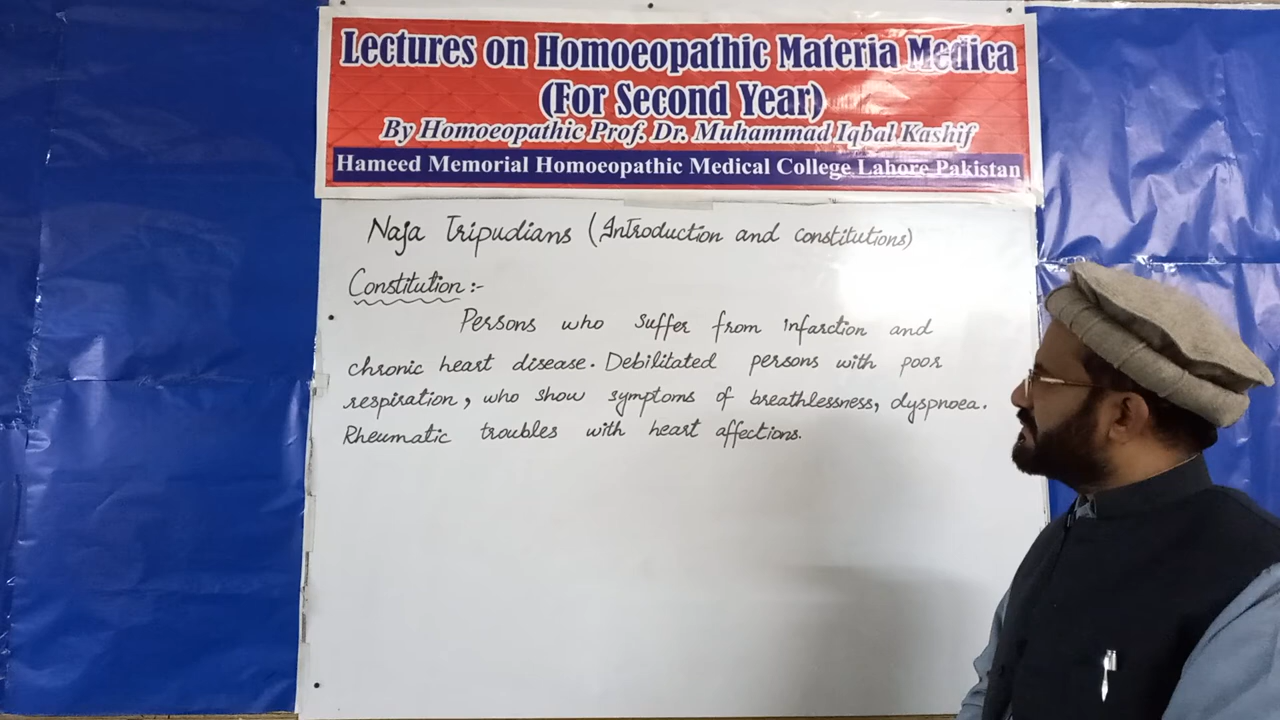 Lectures on Homoeopathic Materia Medica
(For Second Year)
By Homoeopathic Prof. Dr. Muhammad Iqbal Kashif
Hameed Memorial Homoeopathic Medical College Lahore Pakistan
Naja Tripudians (Introduction and constitutions)
Constitution :-
Persons who suffer from infarction and
chronic heart disease. Debilitated persons with poor
respiration, who show symptoms of breathlessness, dyspnoea.
Rheumatic troubles with heart affections.